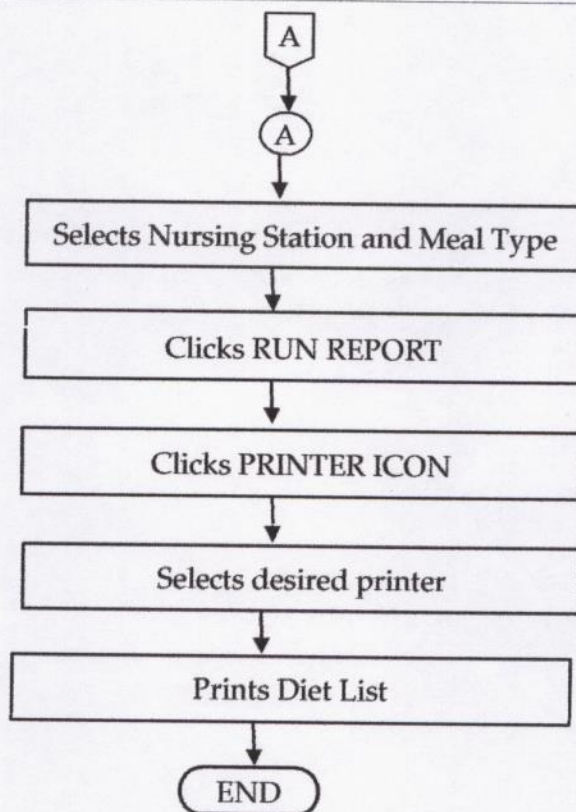 A
A
Selects Nursing Station and Meal Type
Clicks RUN REPORT
Clicks PRINTER ICON
Selects desired printer
Prints Diet List
END